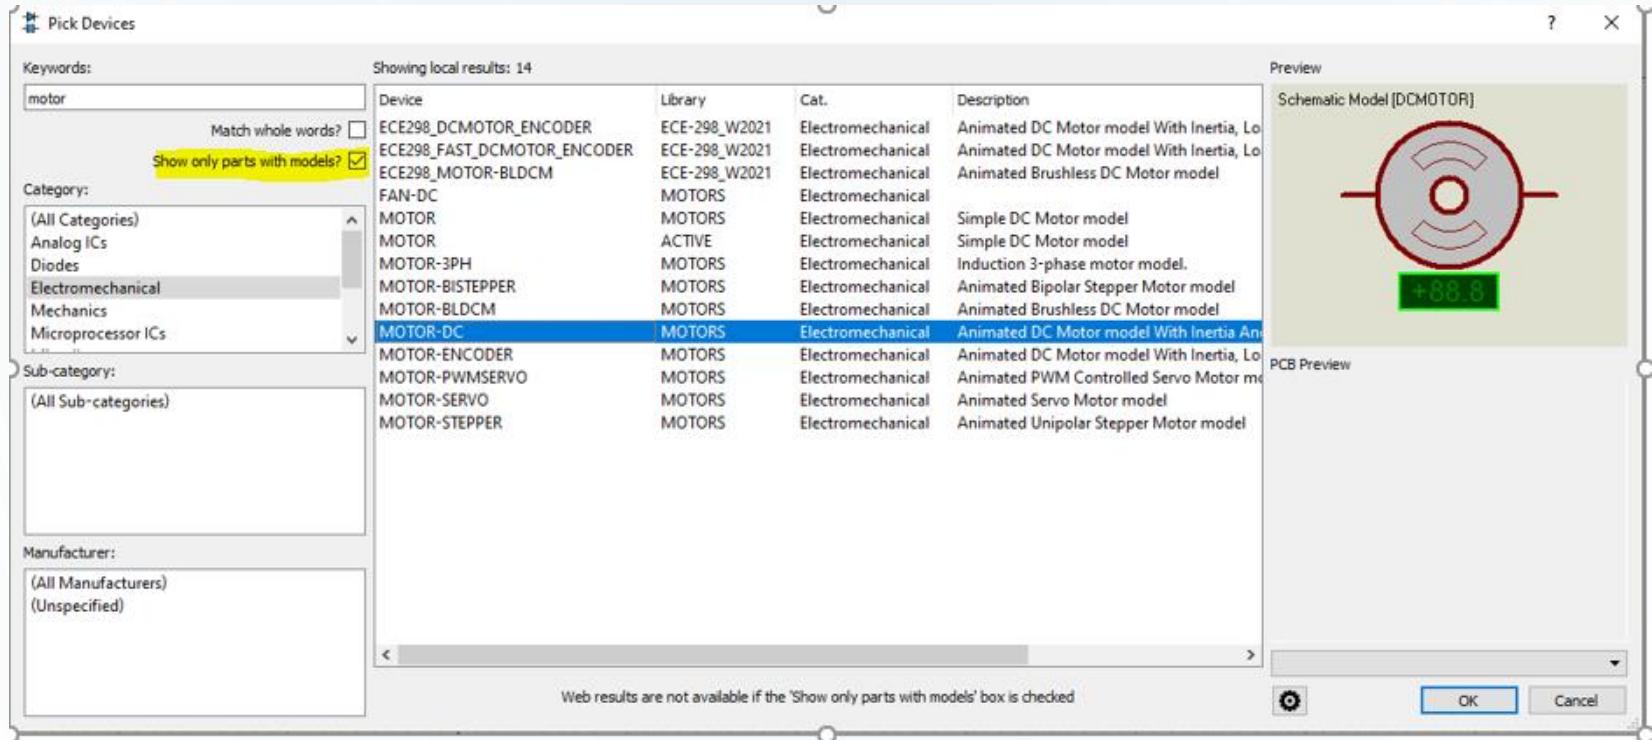 Pick Devices
?
Keywords:
motor
Match whole words?
Show only parts with models?
Category:
(All Categories)
Analog ICs
Diodes
Electromechanical
Mechanics
Microprocessor ICs
Sub-category:
(All Sub-categories)
Manufacturer:
(All Manufacturers)
(Unspecified)
Showing local results: 14
Device Library Cat. Description
ECE298_DCMOTOR_ENCODER ECE-298_W2021 Electromechanical Animated DC Motor model With Inertia, Lo
ECE298_FAST_DCMOTOR_ENCODER ECE-298_W2021 Electromechanical Animated DC Motor model With Inertia, Lo
ECE298_MOTOR-BLDCM ECE-298_W2021 Electromechanical Animated Brushless DC Motor model
FAN-DC MOTORS Electromechanical
MOTOR MOTORS Electromechanical Simple DC Motor model
MOTOR ACTIVE Electromechanical Simple DC Motor model
MOTOR-3PH MOTORS Electromechanical Induction 3-phase motor model.
MOTOR-BISTEPPER MOTORS Electromechanical Animated Bipolar Stepper Motor model
MOTOR-BLDCM MOTORS Electromechanical Animated Brushless DC Motor model
MOTOR-DC MOTORS Electromechanical Animated DC Motor model With Inertia An
MOTOR-ENCODER MOTORS Electromechanical Animated DC Motor model With Inertia, Lo
MOTOR-PWMSERVO MOTORS Electromechanical Animated PWM Controlled Servo Motor mo
MOTOR-SERVO MOTORS Electromechanical Animated Servo Motor model
MOTOR-STEPPER MOTORS Electromechanical Animated Unipolar Stepper Motor model
Web results are not available if the 'Show only parts with models' box is checked
Preview
Schematic Model [DCMOTOR]
+88.8
PCB Preview
OK Cancel